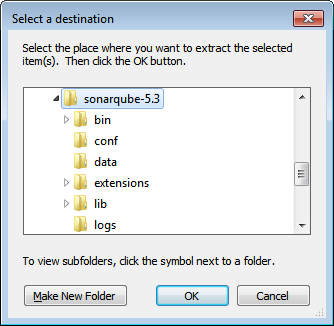 Select a destination
Select the place where you want to extract the selected
item(s). Then click the OK button.
sonarqube-5.3
bin
conf
data
extensions
lib
logs
To view subfolders, click the symbol next to a folder.
Make New Folder
OK
Cancel